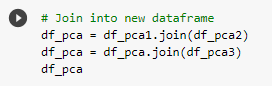 # Join into new dataframe
df_pca = df_pca1.join(df_pca2)
df_pca = df_pca.join(df_pca3)
df_pca